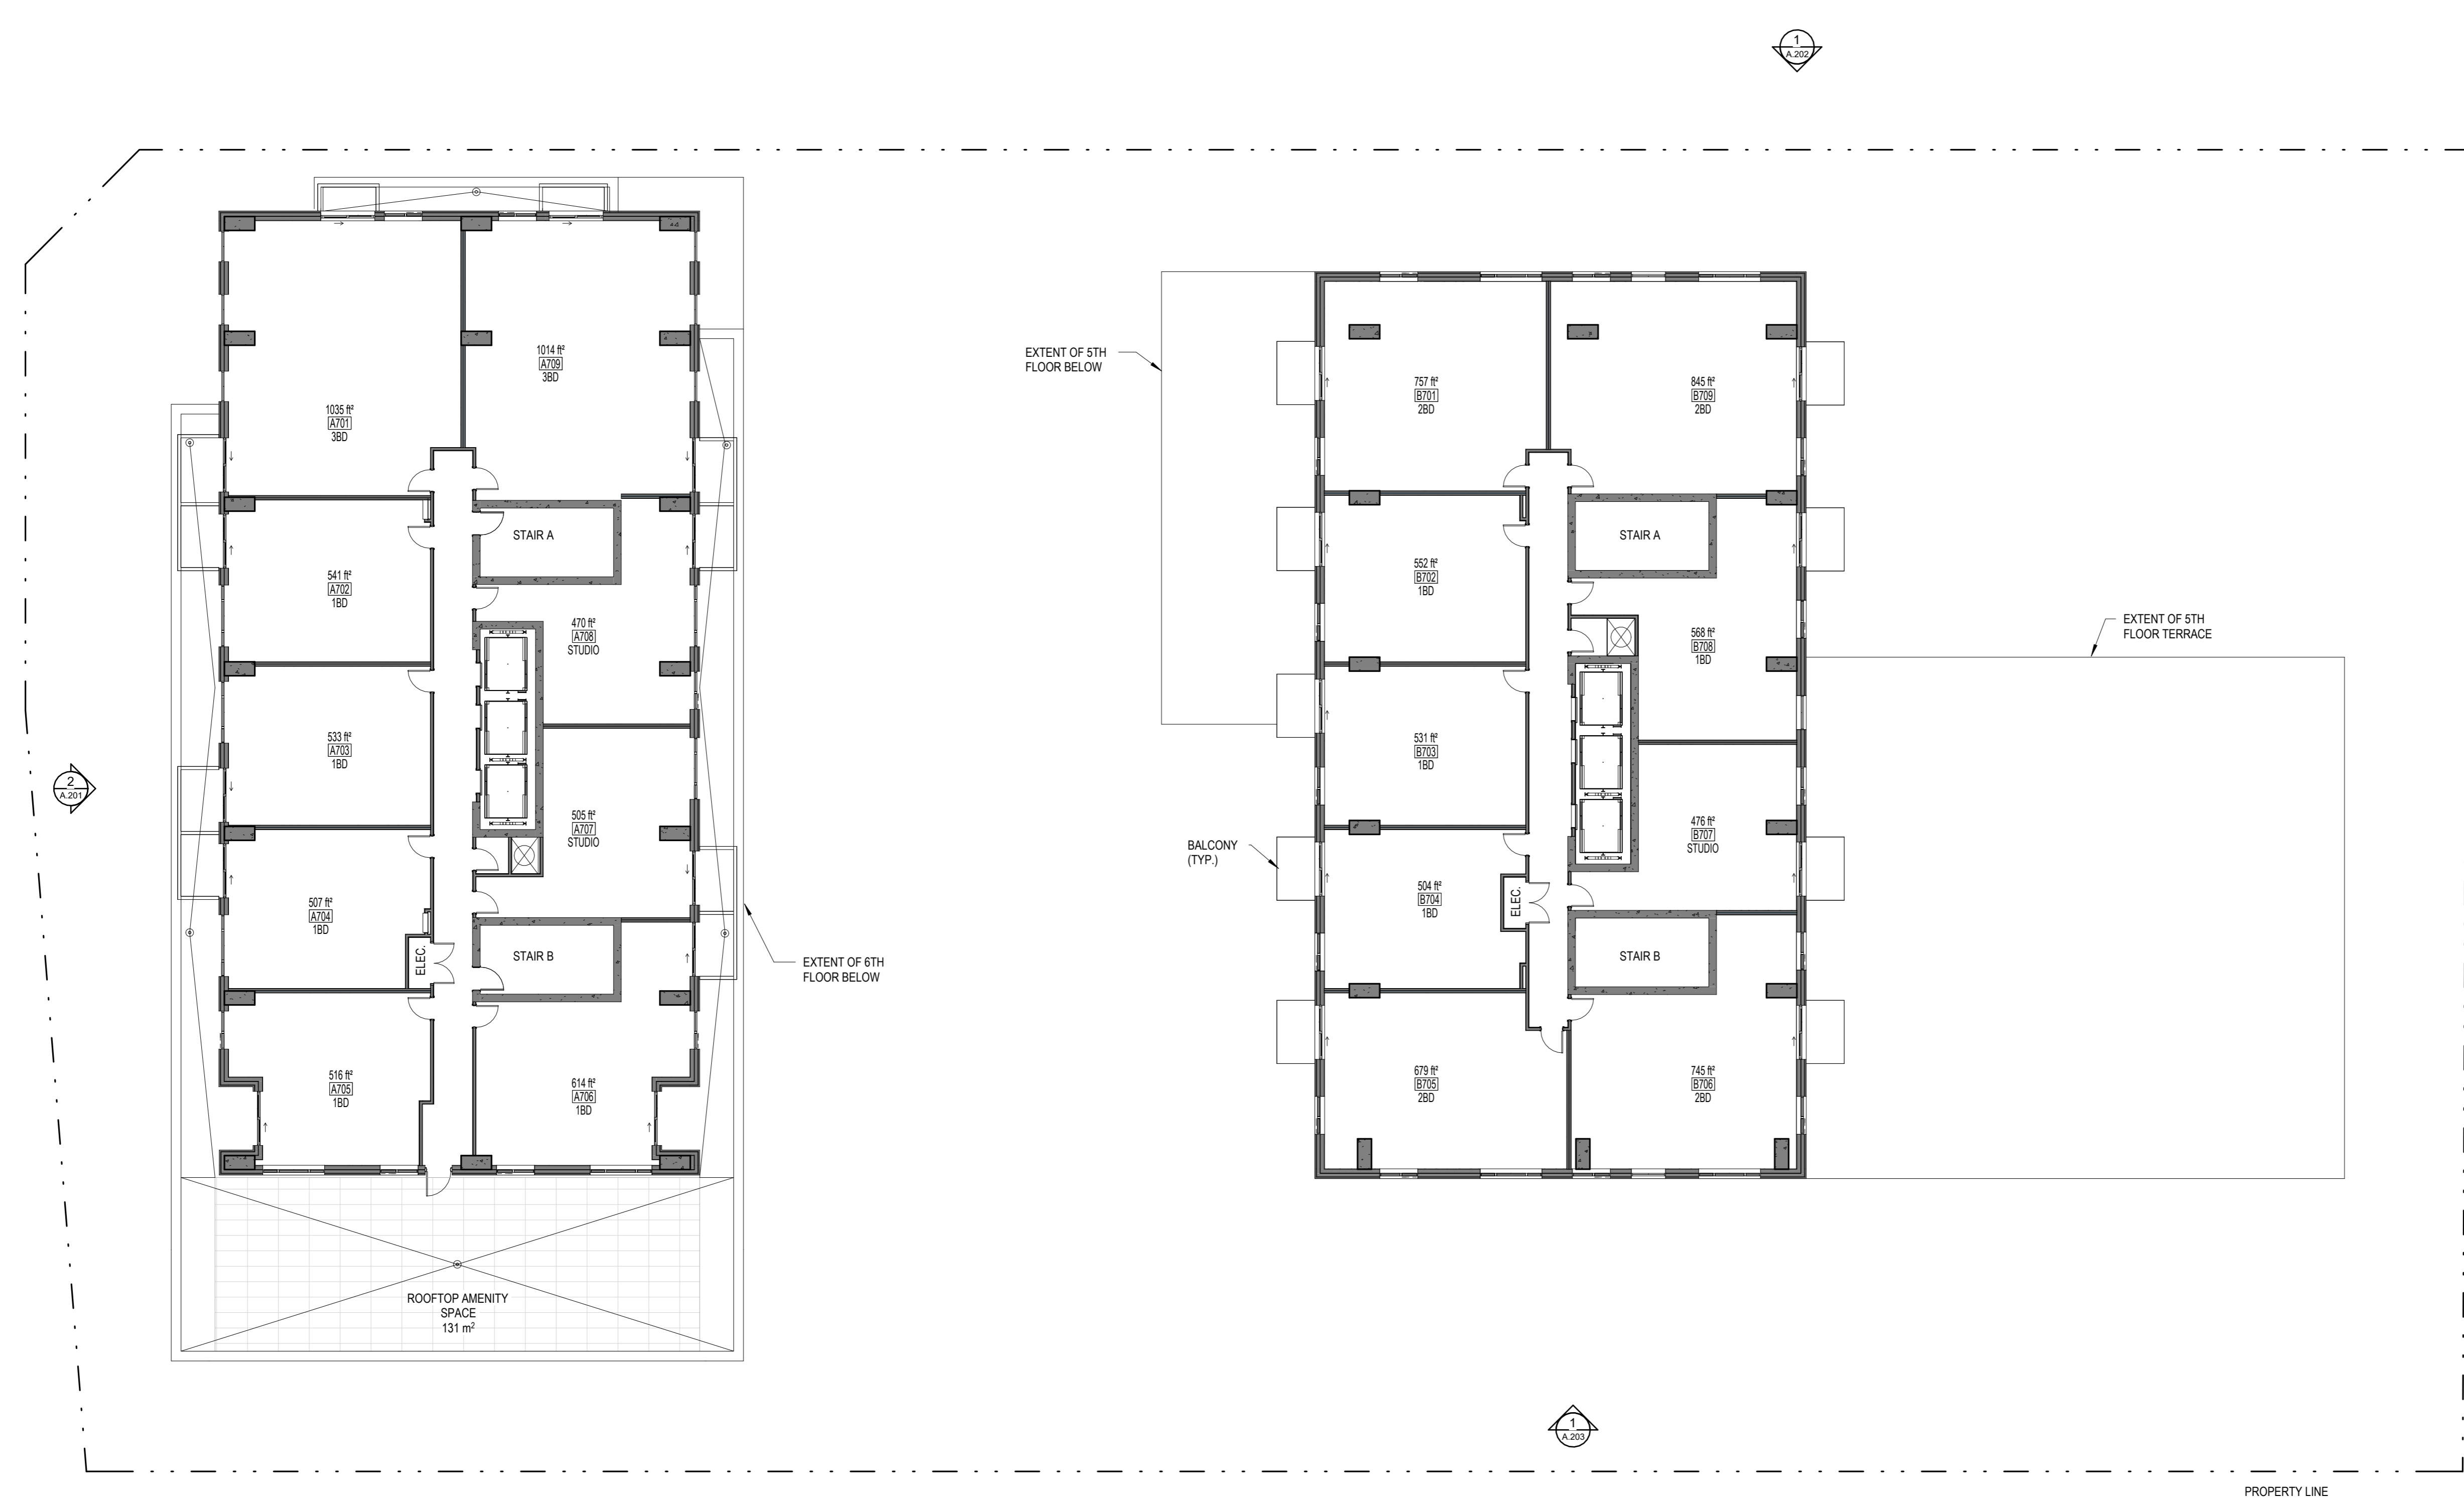 1
A.202
1014 ft²
A709
3BD
EXTENT OF 5TH
FLOOR BELOW
757 ft²
B701
2BD
845 ft²
B709
2BD
1035 ft²
A701
3BD
STAIR A
STAIR A
541 ft²
A702
1BD
552 ft²
B702
1BD
470 ft²
A708
STUDIO
568 ft²
B708
1BD
EXTENT OF 5TH
FLOOR TERRACE
533 ft²
A703
1BD
531 ft²
B703
1BD
2
A.201
505 ft²
A707
STUDIO
476 ft²
B707
STUDIO
BALCONY
(TYP.)
507 ft²
A704
1BD
504 ft²
B704
1BD
ELEC.
ELEC.
STAIR B
STAIR B
EXTENT OF 6TH
FLOOR BELOW
516 ft²
A705
1BD
614 ft²
A706
1BD
679 ft²
B705
2BD
745 ft²
B706
2BD
ROOFTOP AMENITY
SPACE
131 m²
1
A.203
PROPERTY LINE